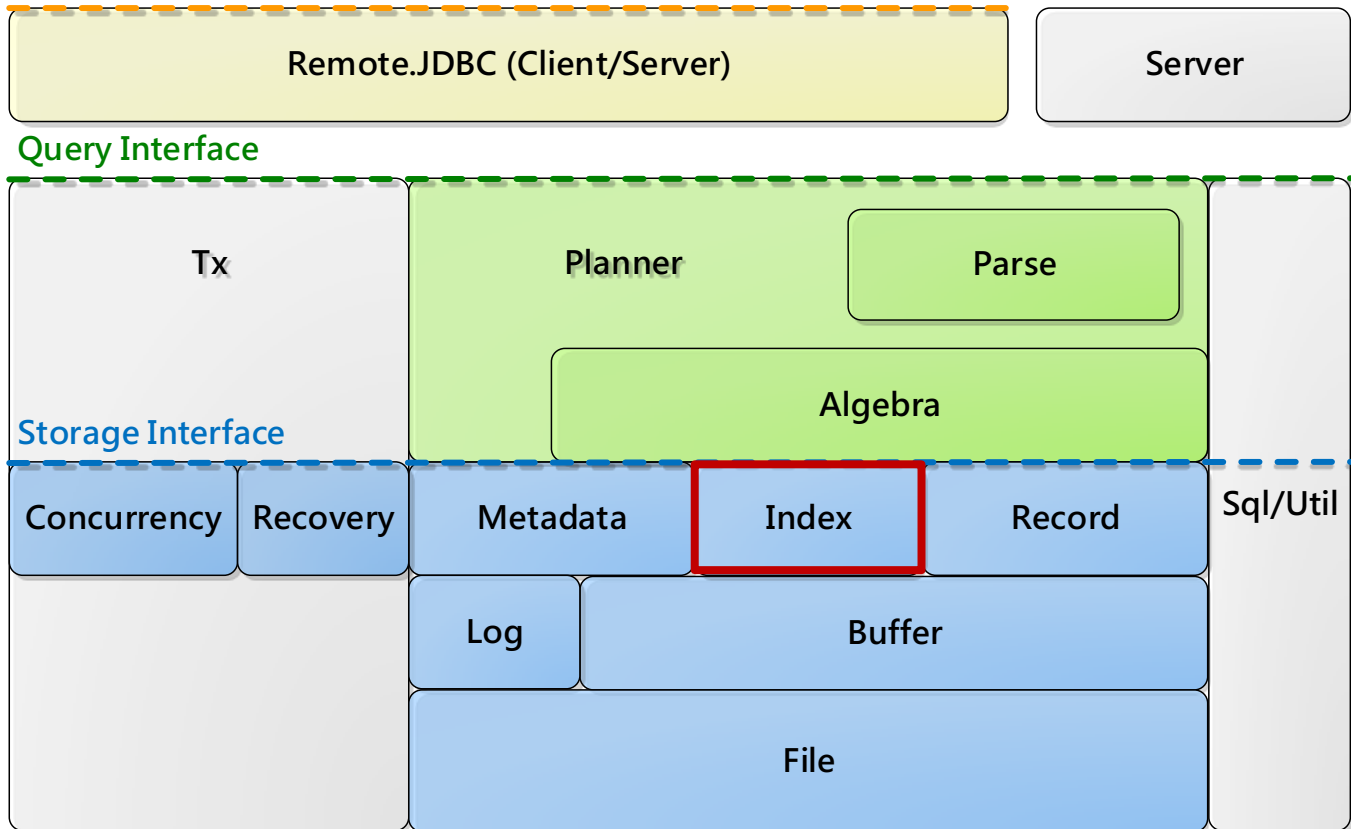 Remote.JDBC (Client/Server)
Server
Query Interface
Tx
Planner
Parse
Algebra
Storage Interface
Concurrency
Recovery
Metadata
Index
Record
Sql/Util
Log
Buffer
File